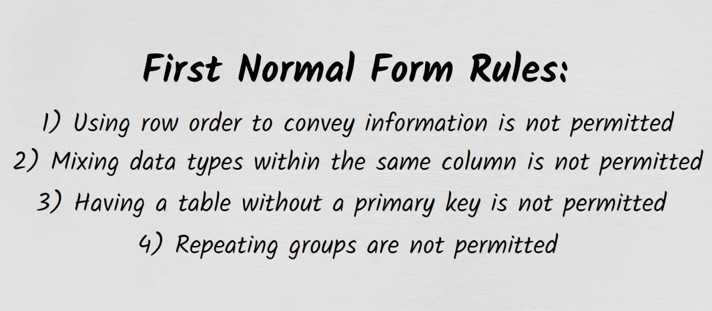 First Normal Form Rules:
1) Using row order to convey information is not permitted
2) Mixing data types within the same column is not permitted
3) Having a table without a primary key is not permitted
4) Repeating groups are not permitted